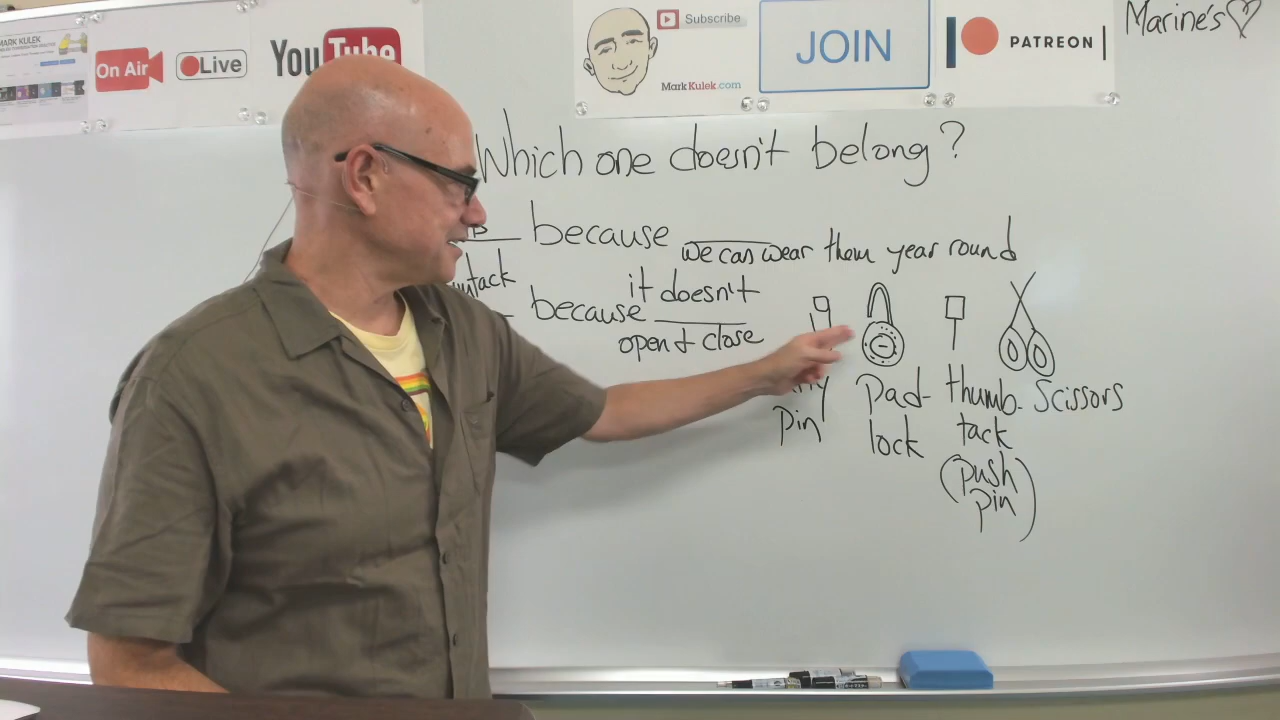 MARK KULEK
On Air
Live
YouTube
Subscribe
MarkKulek.com
JOIN
PATREON
Marine's
Which one doesn't belong?
because we can wear them year round
because it doesn't
open + close
pin
Pad-
lock
thumb-
tack
(push
pin)
Scissors